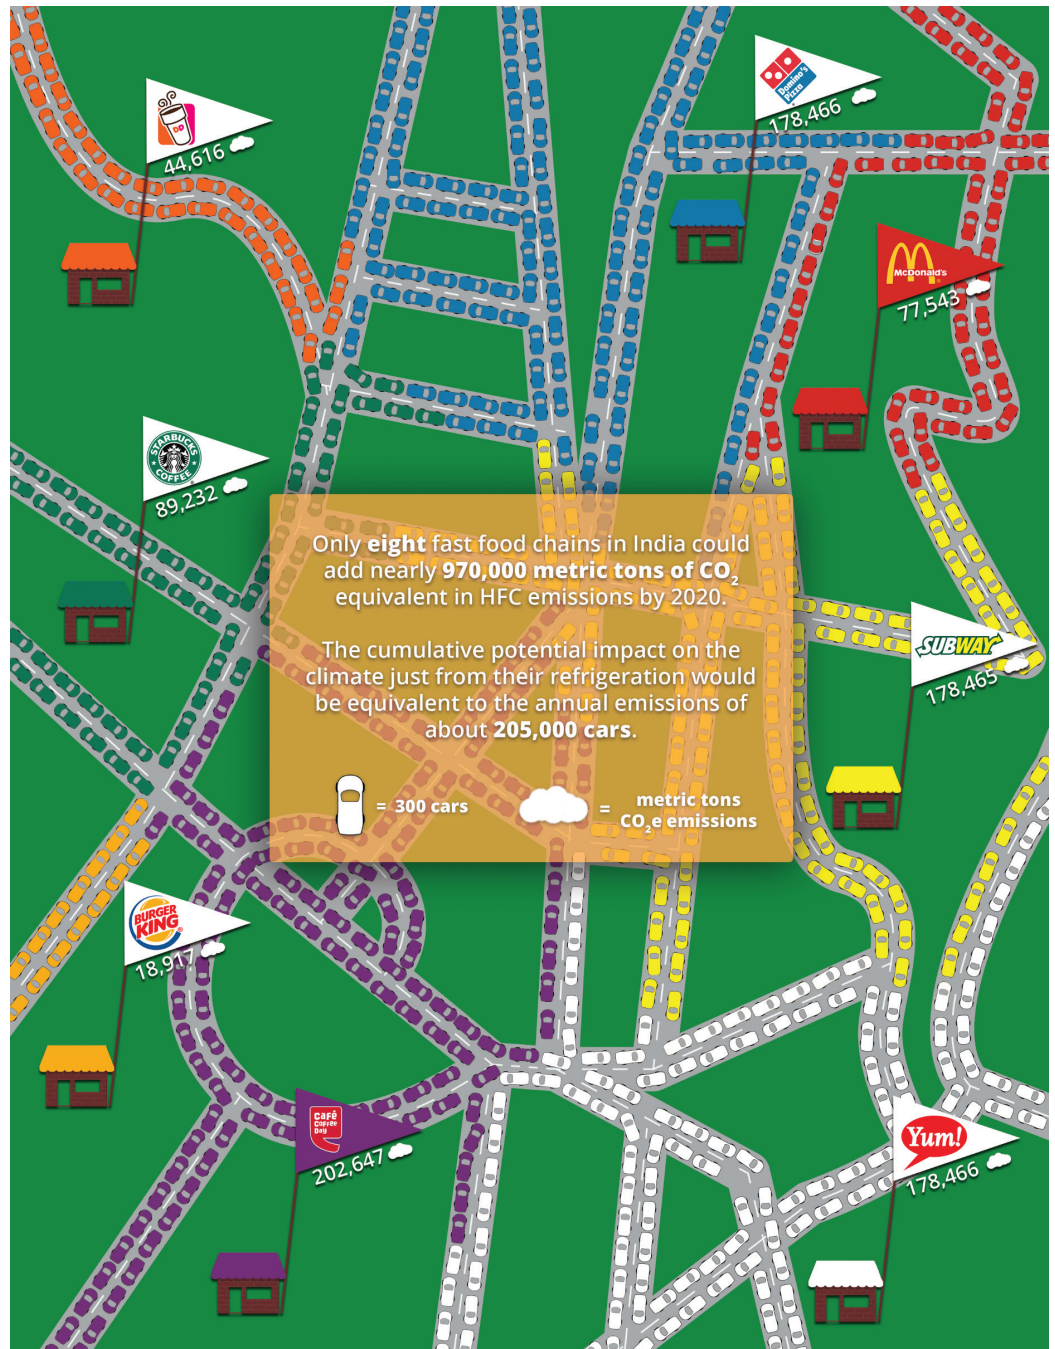 Domino's
Pizza
178,466
DD
44,616
McDonald's
77,543
STARBUCKS
COFFEE
89,232
Only eight fast food chains in India could
add nearly 970,000 metric tons of CO2
equivalent in HFC emissions by 2020.
The cumulative potential impact on the
climate just from their refrigeration would
be equivalent to the annual emissions of
about 205,000 cars.
= 300 cars
= metric tons
CO2e emissions
SUBWAY
178,465
BURGER
KING
18,917
Café
Coffee
Day
202,647
Yum!
178,466